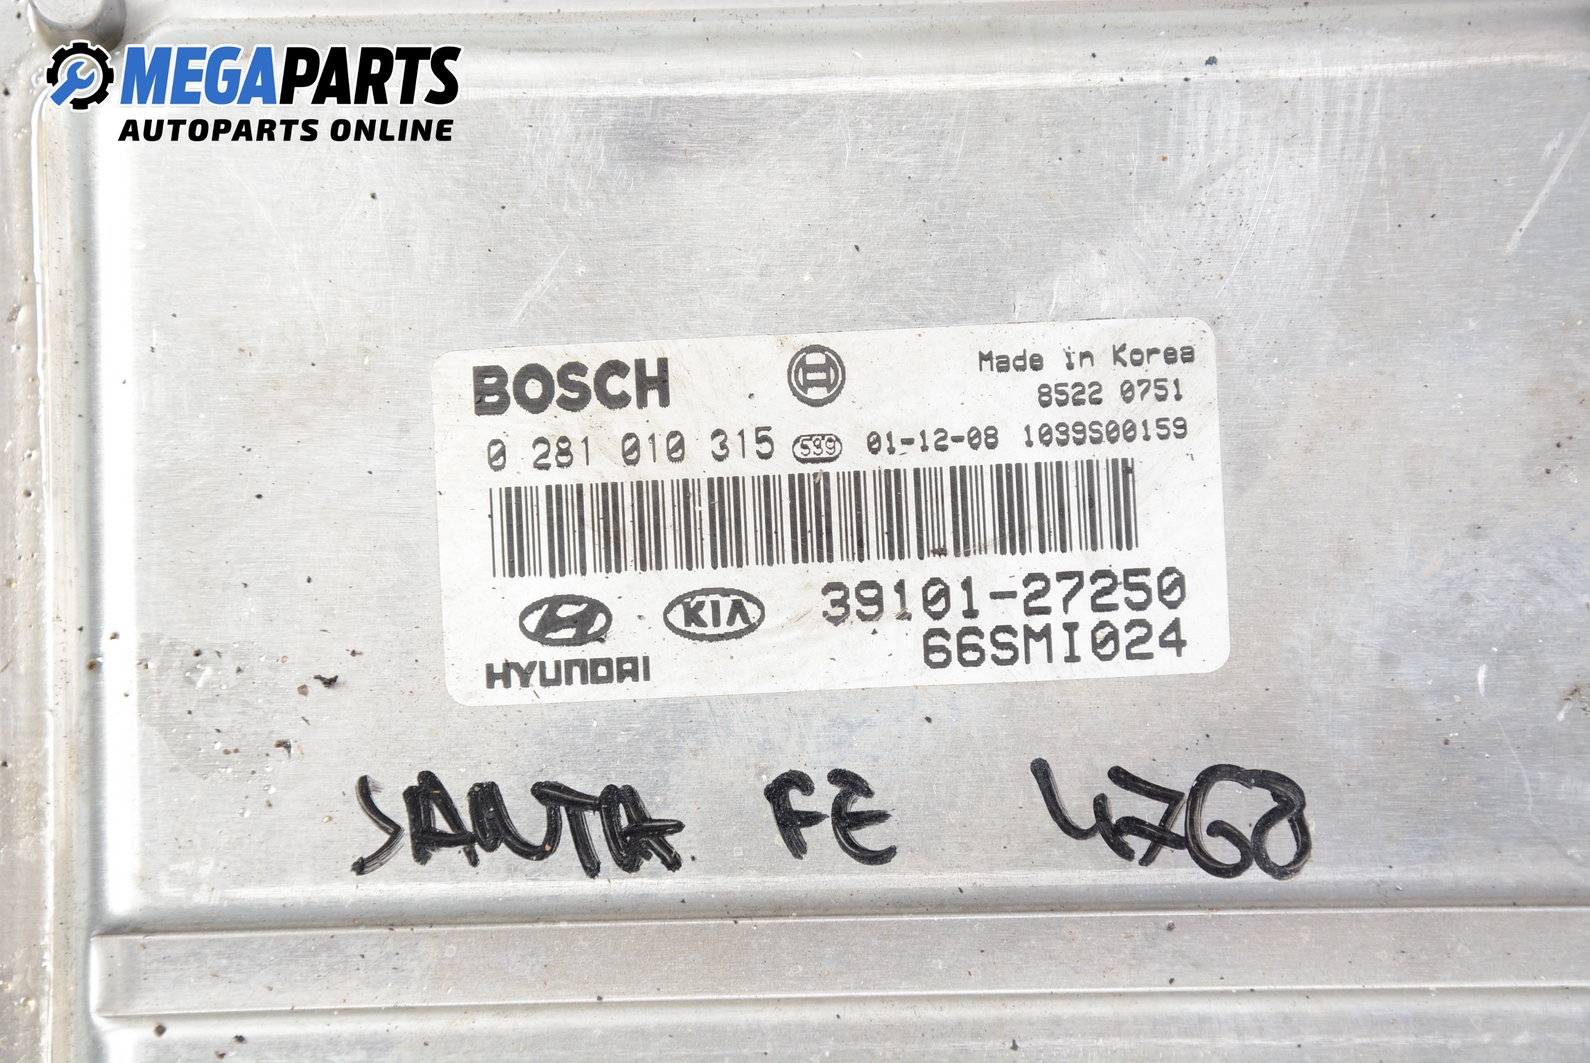 MEGAPARTS
AUTOPARTS ONLINE
BOSCH
Made in Korea
8522 0751
0 281 010 315 599 01-12-08 1039S00159
KIA
39101-27250
66SMI024
HYUNDAI
SANTA FE 4768